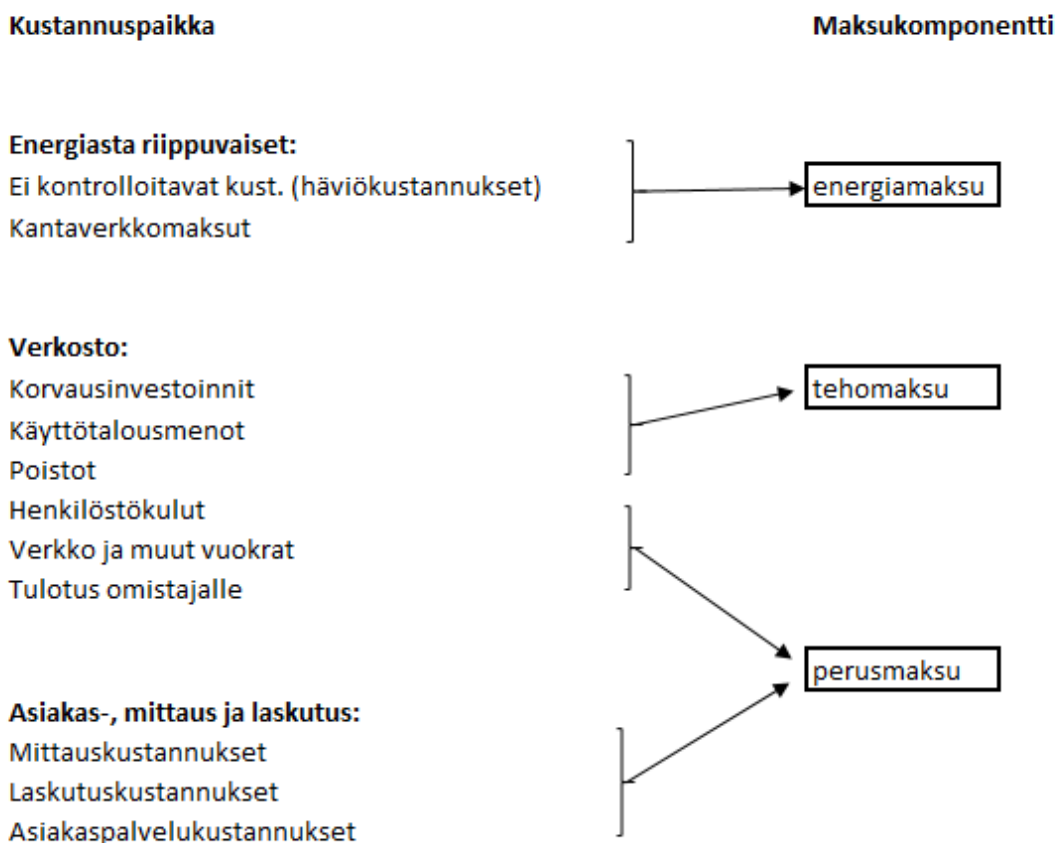 Kustannuspaikka Maksukomponentti
Energiasta riippuvaiset:
Ei kontrolloitavat kust. (häviökustannukset) energiamaksu
Kantaverkkomaksut
Verkosto:
Korvausinvestoinnit tehomaksu
Käyttötalousmenot
Poistot
Henkilöstökulut
Verkko ja muut vuokrat
Tulotus omistajalle
perusmaksu
Asiakas-, mittaus ja laskutus:
Mittauskustannukset
Laskutuskustannukset
Asiakaspalvelukustannukset